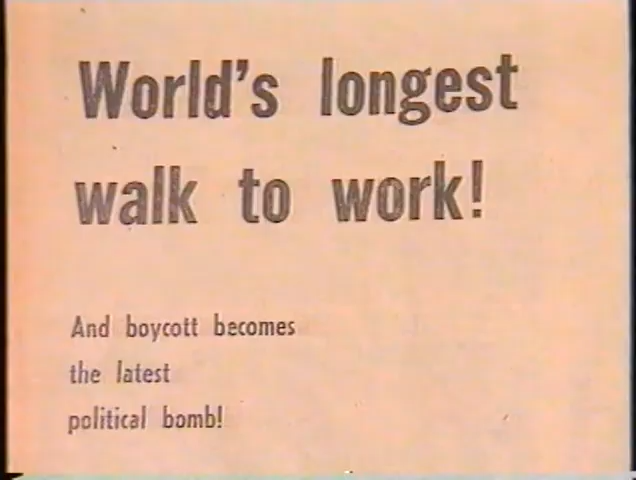 World's longest
walk to work!
And boycott becomes
the latest
political bomb!